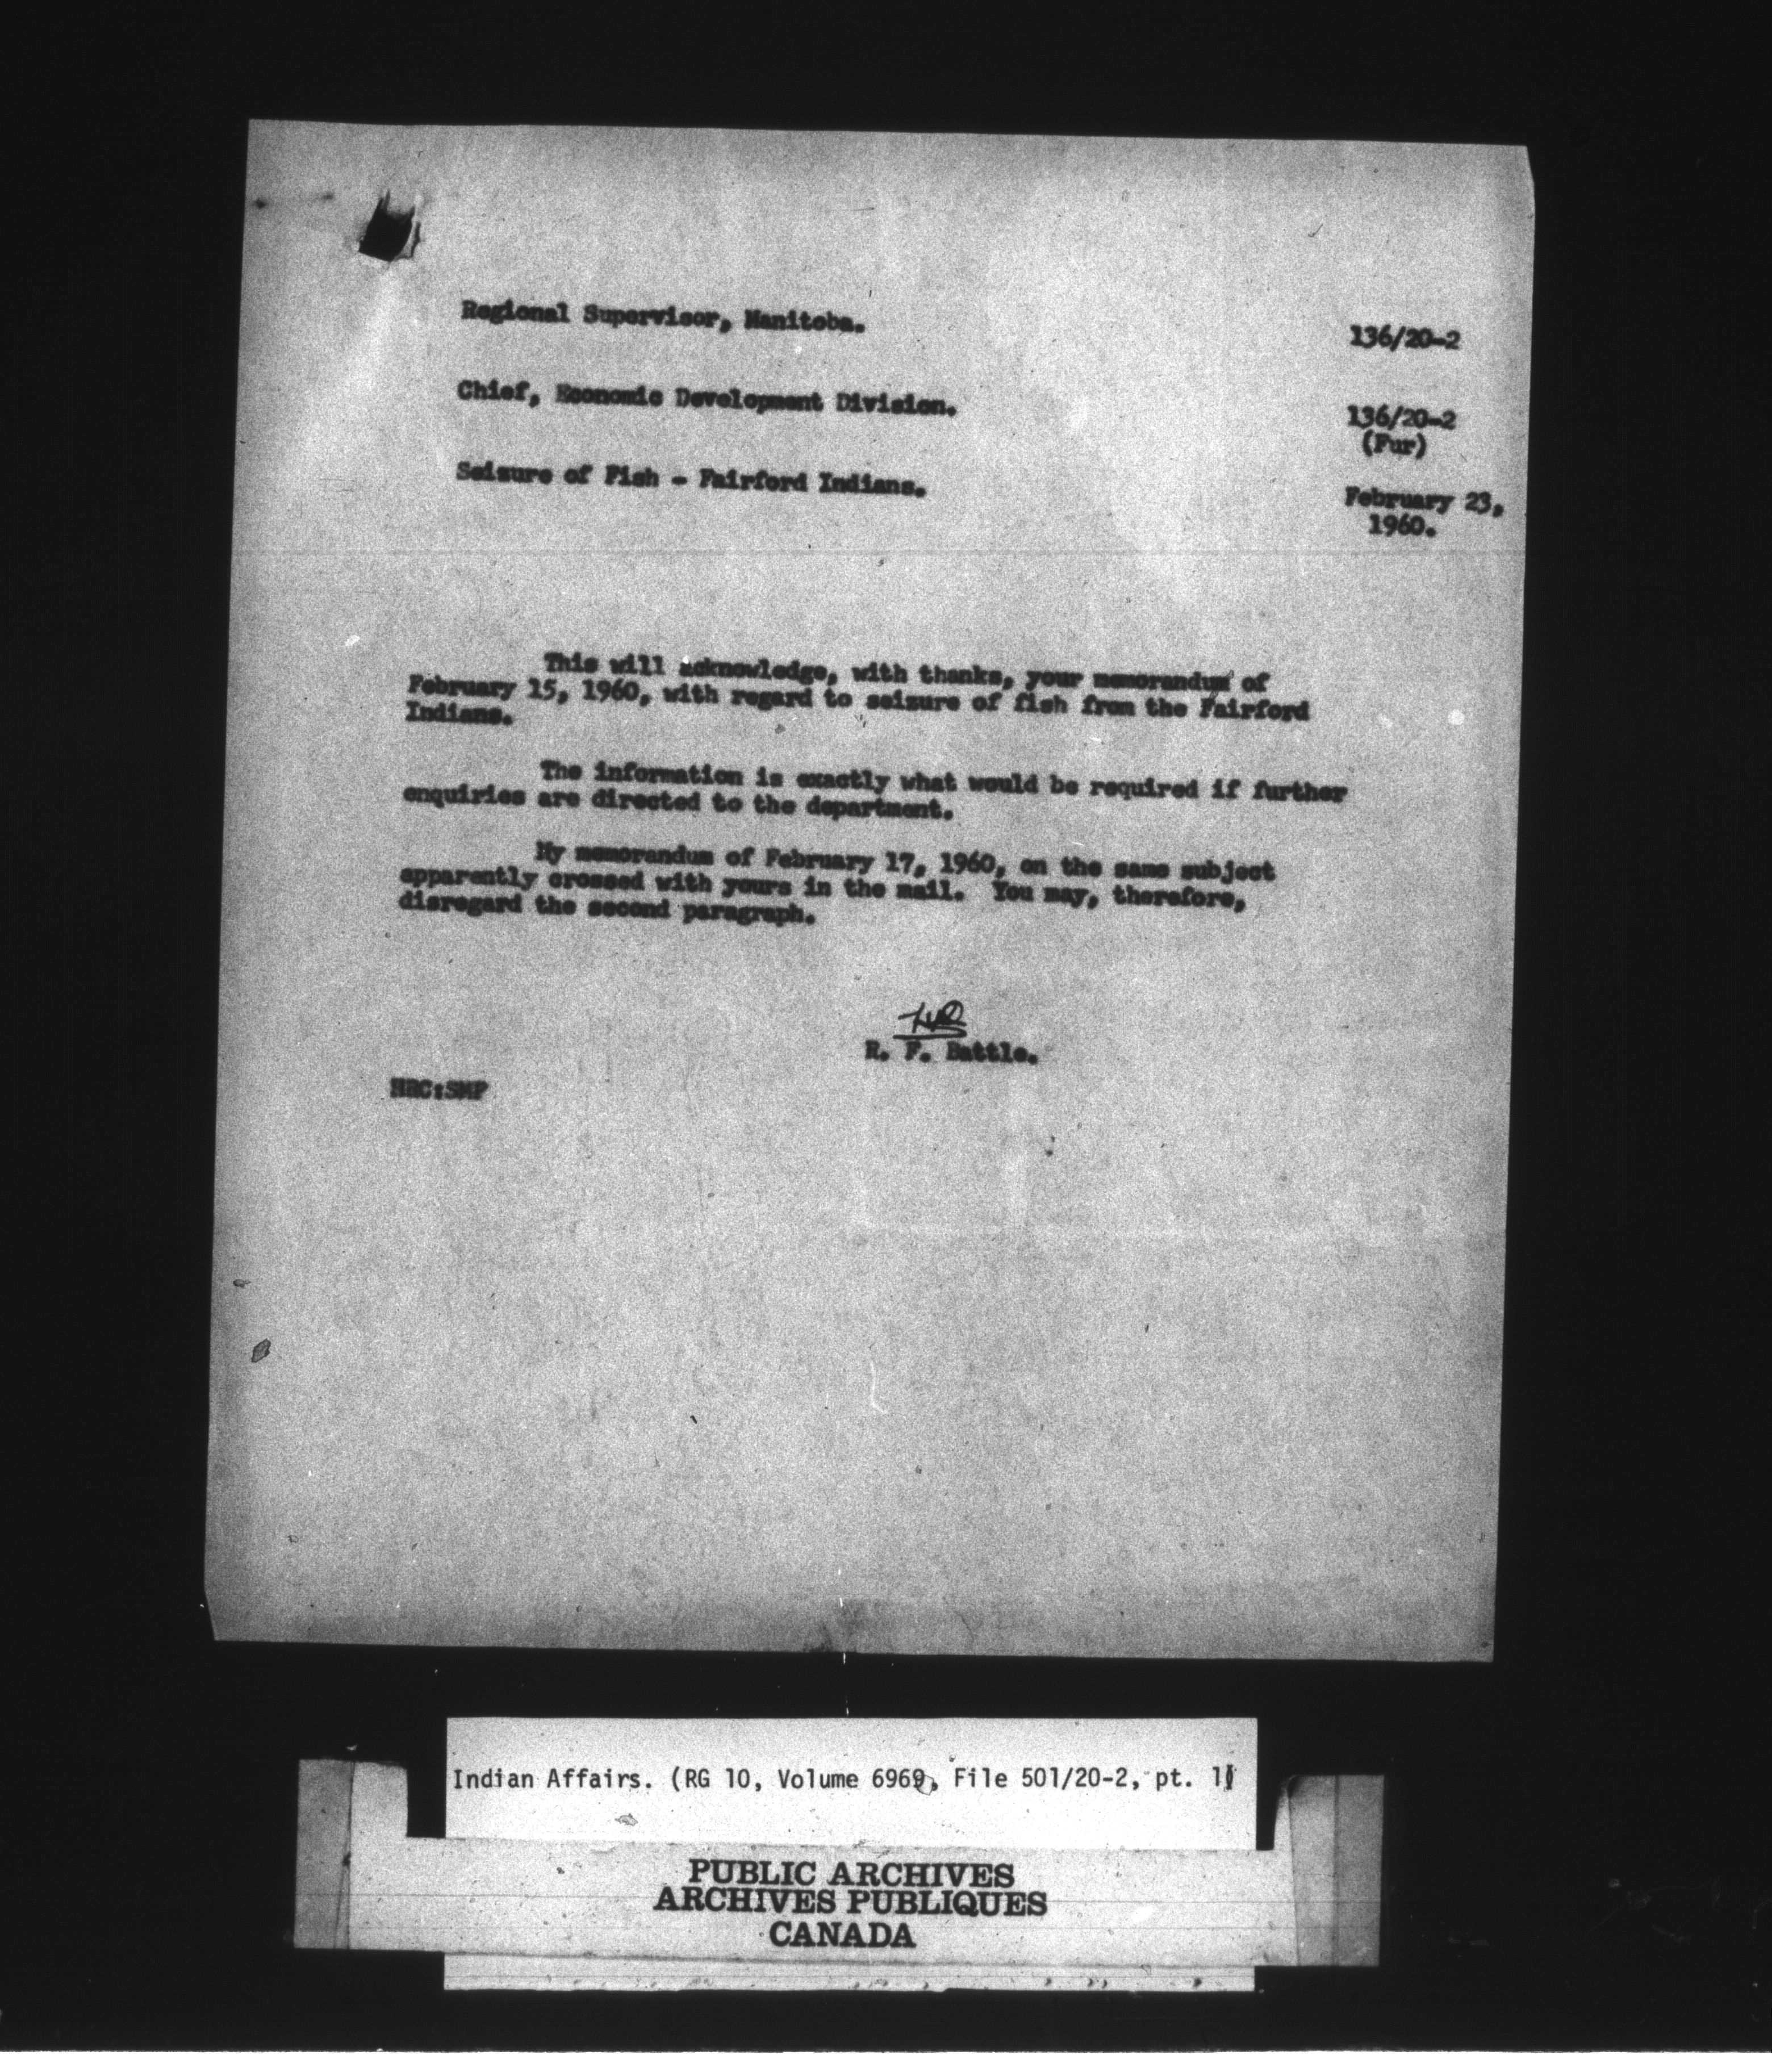 Regional Supervisor, Manitoba.
136/20-2
Chief, Economic Development Division.
136/20-2
(Fur)
Seizure of Fish - Fairford Indians.
February 23,
1960.
This will acknowledge, with thanks, your memorandum of
February 15, 1960, with regard to seizure of fish from the Fairford
Indians.
The information is exactly what would be required if further
enquiries are directed to the department.
My memorandum of February 17, 1960, on the same subject
apparently crossed with yours in the mail. You may, therefore,
disregard the second paragraph.
R. F. Battle.
HRC:SMP
Indian Affairs. (RG 10, Volume 6969, File 501/20-2, pt. 1)
PUBLIC ARCHIVES
ARCHIVES PUBLIQUES
CANADA